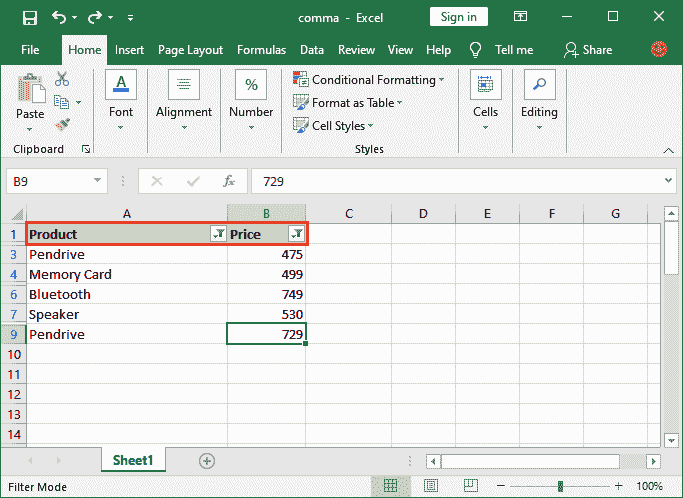 comma - Excel
Sign in
File Home Insert Page Layout Formulas Data Review View Help Tell me Share
Paste
Clipboard
A
Font
Alignment
%
Number
Conditional Formatting
Format as Table
Cell Styles
Styles
Cells
Editing
B9 fx 729
A B C D E F G
1 Product Price
3 Pendrive 475
4 Memory Card 499
6 Bluetooth 749
7 Speaker 530
9 Pendrive 729
10
11
12
13
14
Sheet1
Filter Mode 100%